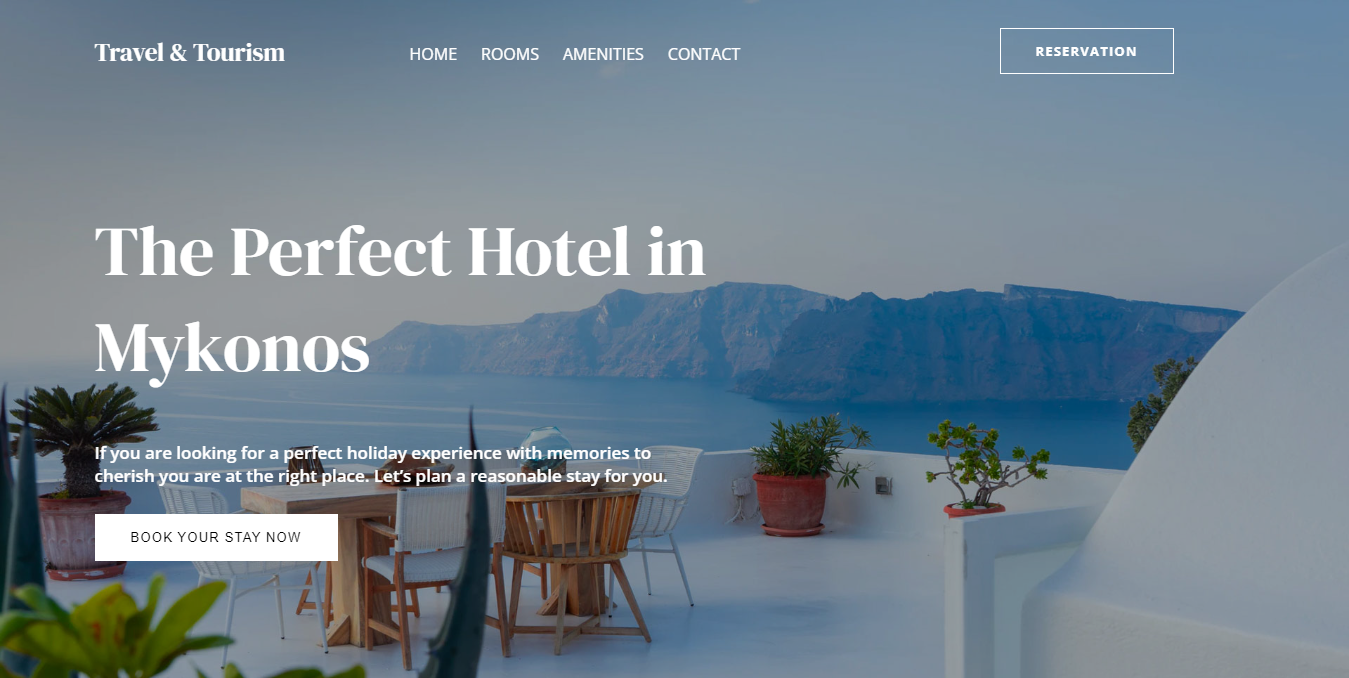 Travel & Tourism
HOME ROOMS AMENITIES CONTACT
RESERVATION
The Perfect Hotel in
Mykonos
If you are looking for a perfect holiday experience with memories to
cherish you are at the right place. Let’s plan a reasonable stay for you.
BOOK YOUR STAY NOW